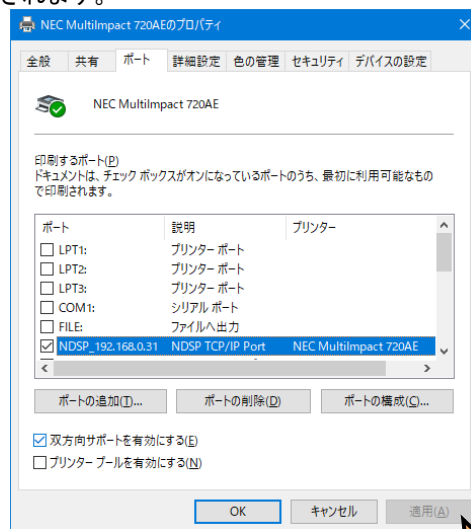 されます。
NEC MultiImpact 720AEのプロパティ
全般 共有 ポート 詳細設定 色の管理 セキュリティ デバイスの設定
NEC MultiImpact 720AE
印刷するポート(P)
ドキュメントは、チェック ボックスがオンになっているポートのうち、最初に利用可能なもの
で印刷されます。
ポート 説明 プリンター
LPT1: プリンター ポート
LPT2: プリンター ポート
LPT3: プリンター ポート
COM1: シリアル ポート
FILE: ファイルへ出力
NDSP_192.168.0.31 NDSP TCP/IP Port NEC MultiImpact 720AE
ポートの追加(T)... ポートの削除(D) ポートの構成(C)...
双方向サポートを有効にする(E)
プリンター プールを有効にする(N)
OK キャンセル 適用(A)